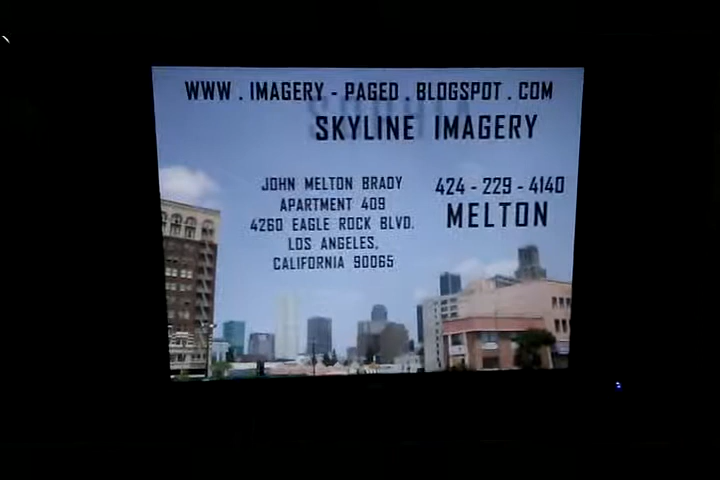 WWW . IMAGERY - PAGED . BLOGSPOT . COM
SKYLINE IMAGERY
JOHN MELTON BRADY
APARTMENT 409
4260 EAGLE ROCK BLVD.
LOS ANGELES,
CALIFORNIA 90065
424 - 229 - 4140
MELTON